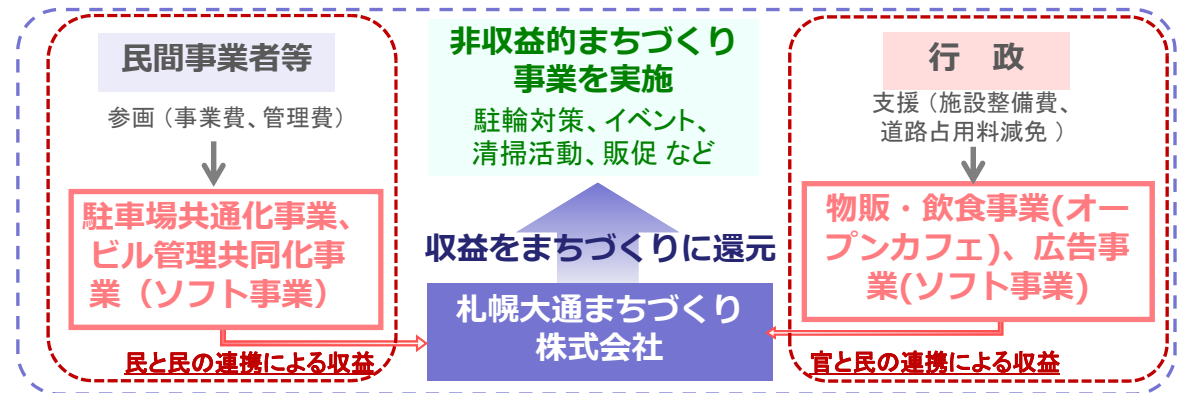 民間事業者等
参画（事業費、管理費）
駐車場共通化事業、
ビル管理共同化事
業（ソフト事業）
民と民の連携による収益
非収益的まちづくり
事業を実施
駐輪対策、イベント、
清掃活動、販促 など
収益をまちづくりに還元
札幌大通まちづくり
株式会社
行　政
支援（施設整備費、
道路占用料減免 ）
物販・飲食事業(オー
プンカフェ)、広告事
業(ソフト事業)
官と民の連携による収益